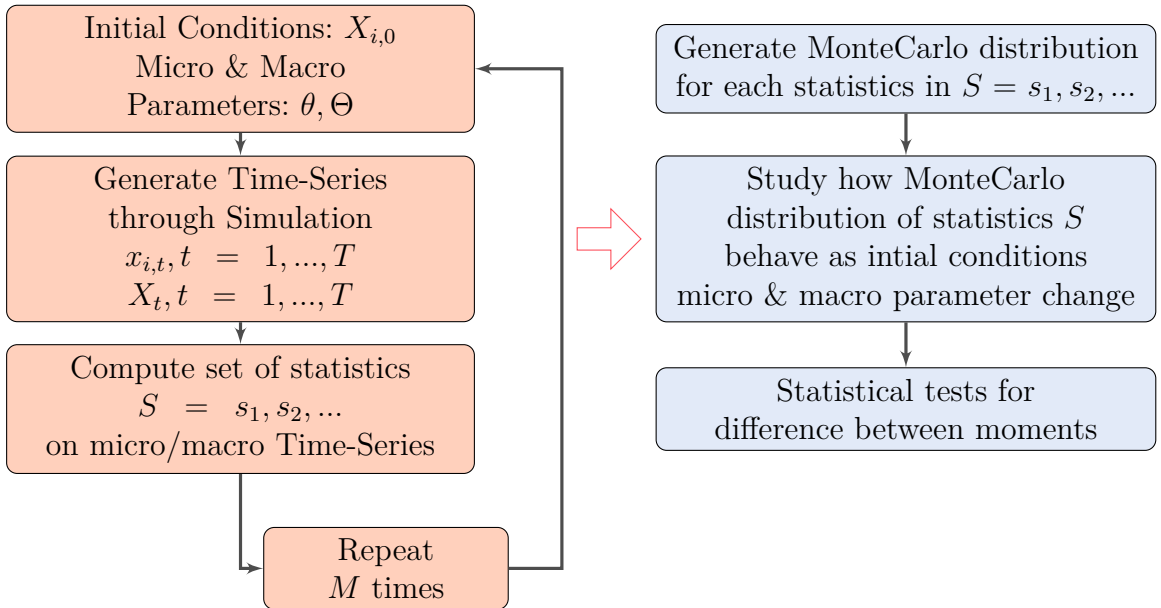 Initial Conditions: $X_{i,0}$
Micro & Macro
Parameters: $\theta, \Theta$
Generate Time-Series
through Simulation
$x_{i,t}, t = 1, ..., T$
$X_t, t = 1, ..., T$
Compute set of statistics
$S = s_1, s_2, ...$
on micro/macro Time-Series
Repeat
$M$ times
Generate MonteCarlo distribution
for each statistics in $S = s_1, s_2, ...$
Study how MonteCarlo
distribution of statistics $S$
behave as intial conditions
micro & macro parameter change
Statistical tests for
difference between moments